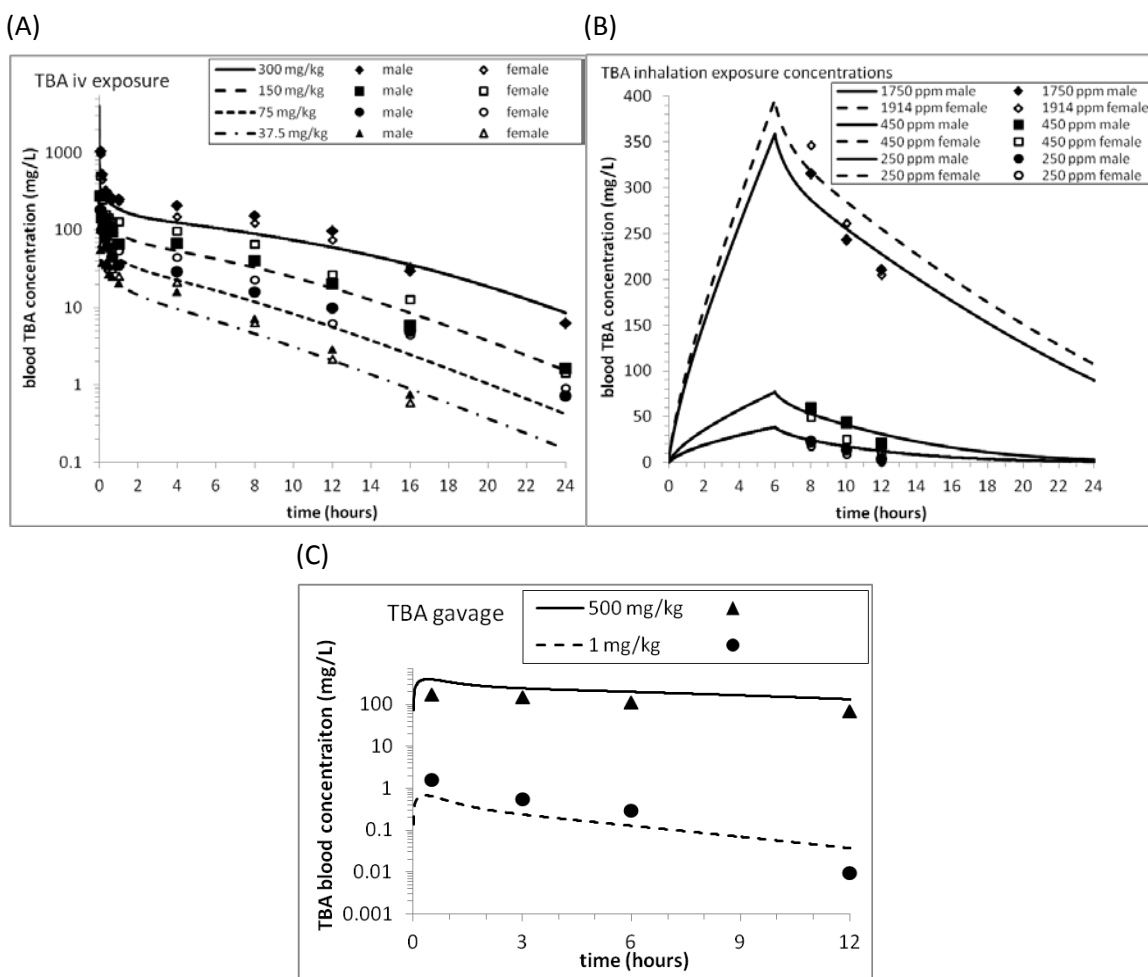 (A)
TBA iv exposure
300 mg/kg male female
150 mg/kg male female
75 mg/kg male female
37.5 mg/kg male female
blood TBA concentration (mg/L)
1000
100
10
1
0.1
0 2 4 6 8 10 12 14 16 18 20 22 24
time (hours)
(B)
TBA inhalation exposure concentrations
1750 ppm male 1750 ppm male
1914 ppm female 1914 ppm female
450 ppm male 450 ppm male
450 ppm female 450 ppm female
250 ppm male 250 ppm male
250 ppm female 250 ppm female
blood TBA concentration (mg/L)
400
350
300
250
200
150
100
50
0
0 2 4 6 8 10 12 14 16 18 20 22 24
time (hours)
(C)
TBA gavage
500 mg/kg
1 mg/kg
TBA blood concentraiton (mg/L)
100
10
1
0.1
0.01
0.001
0 3 6 9 12
time (hours)